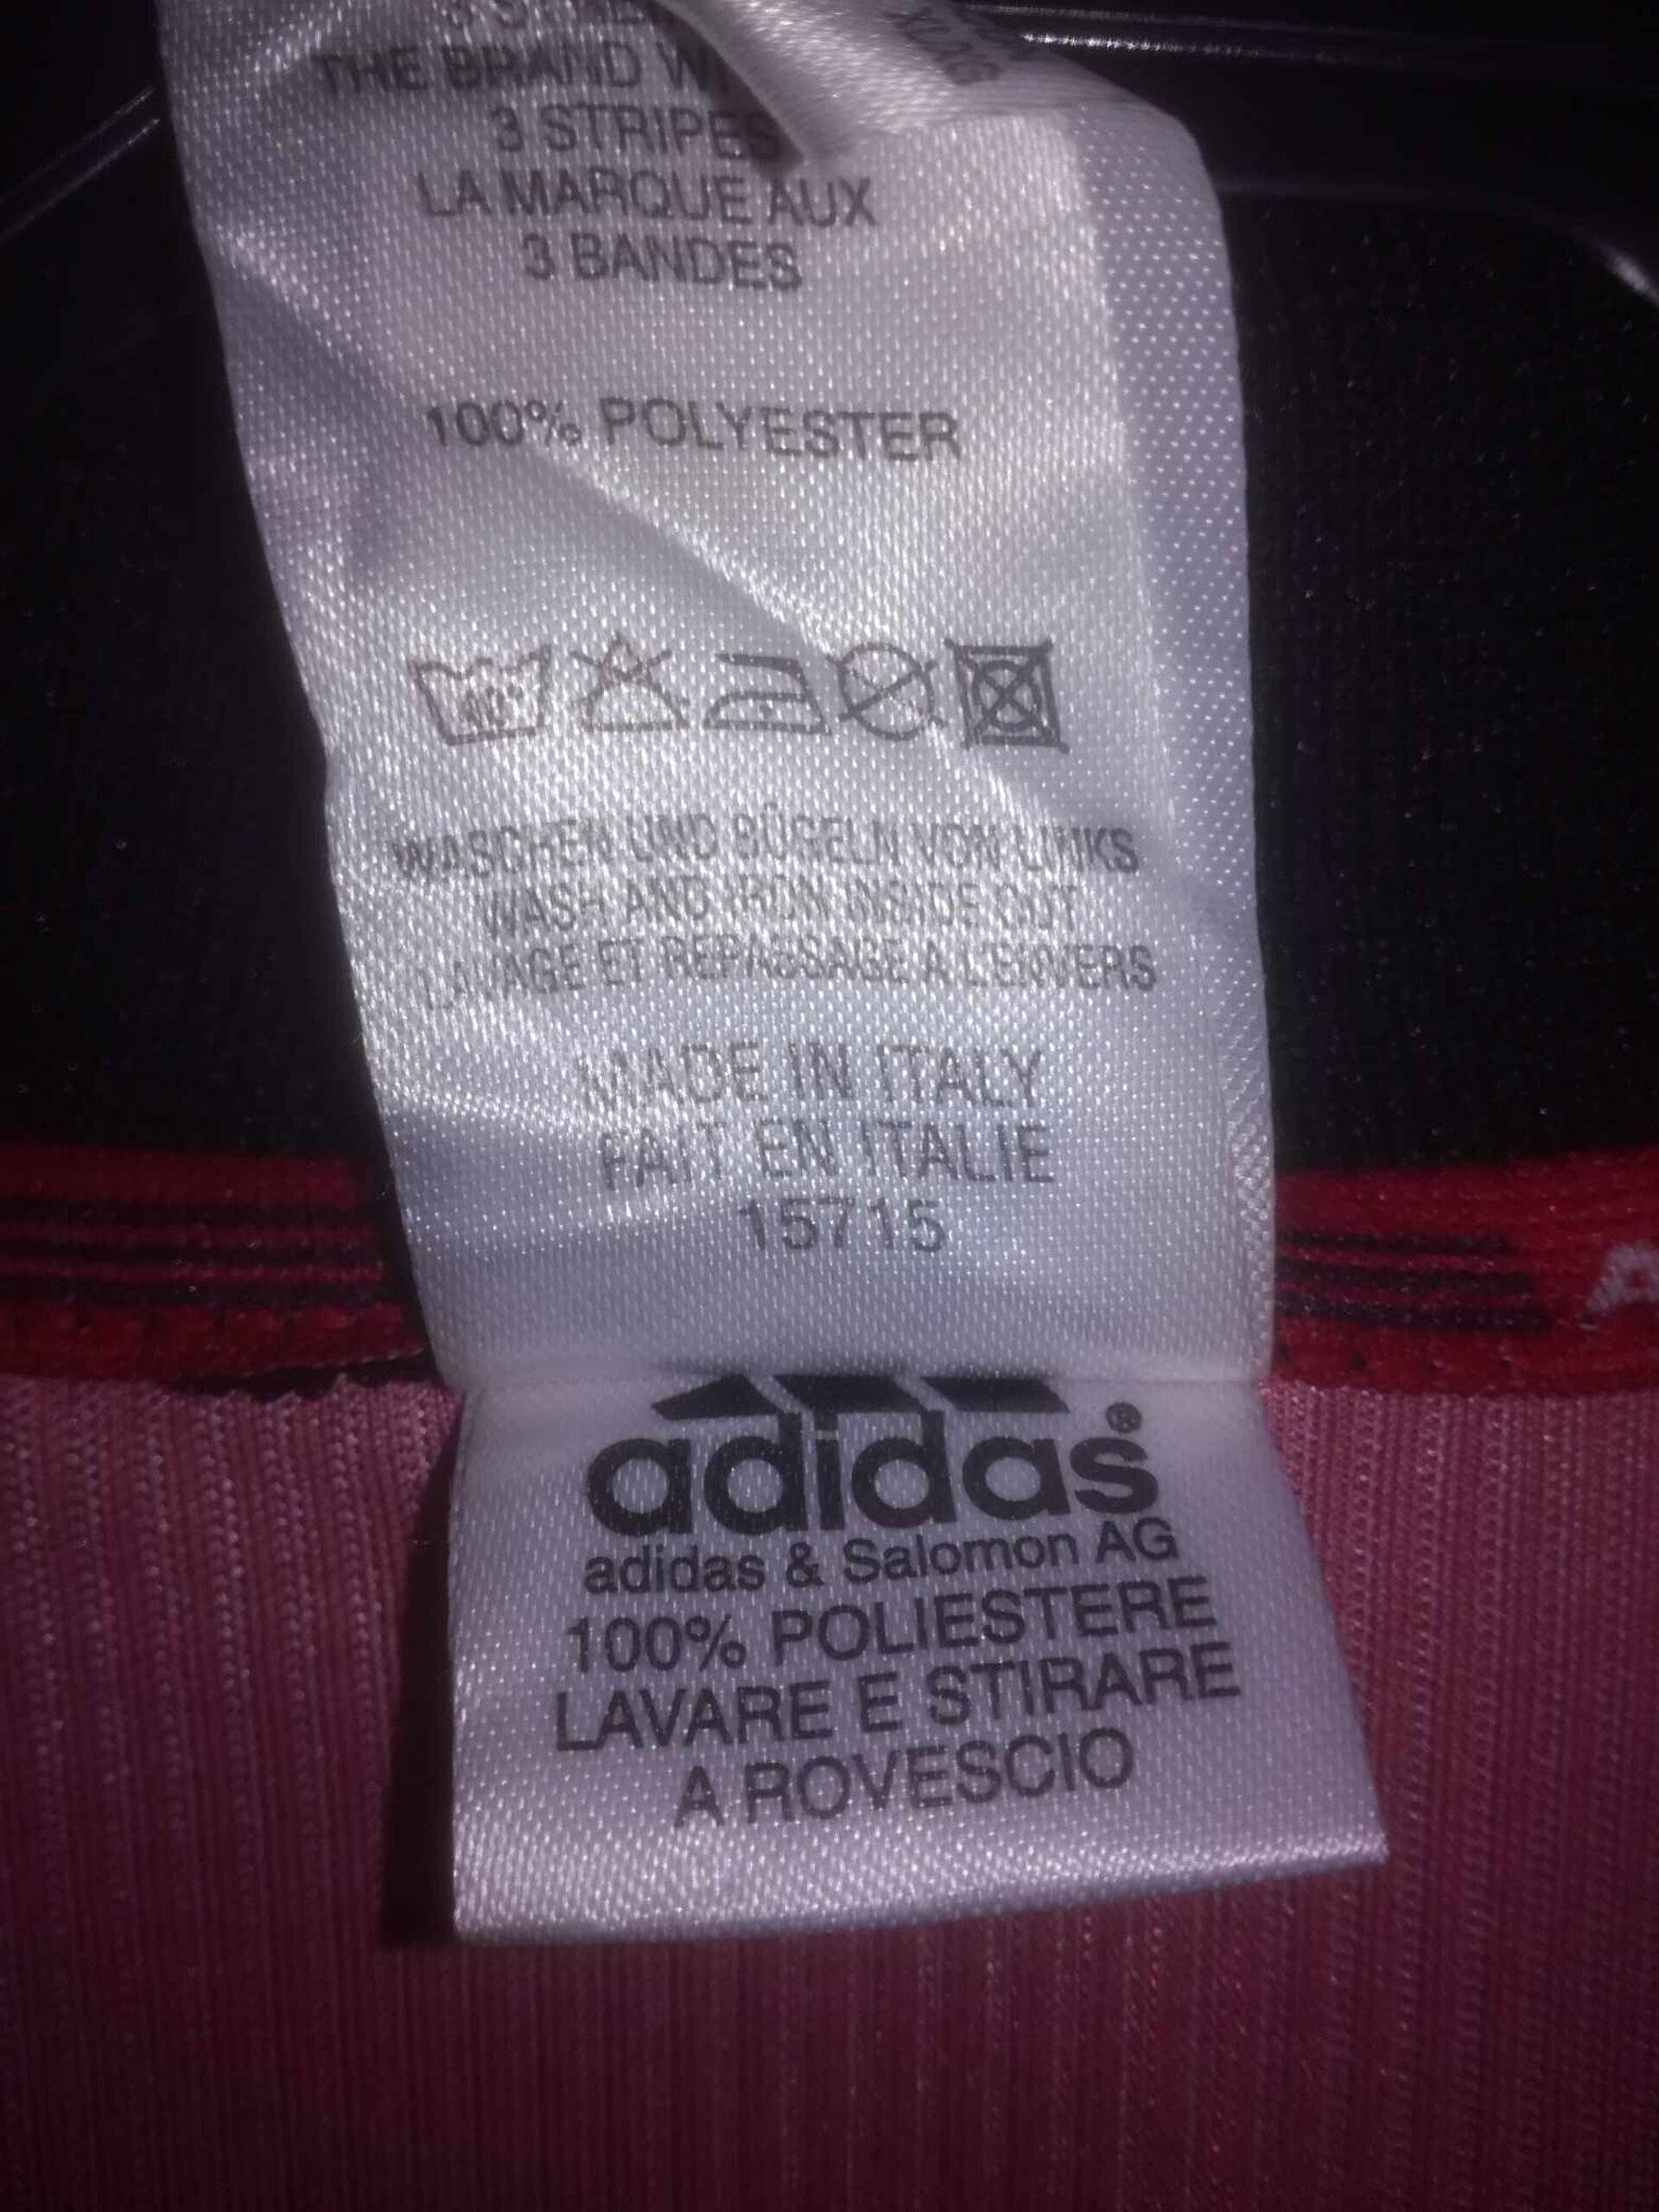 THE BRAND
3 STRIPES
LA MARQUE AUX
3 BANDES
100% POLYESTER
40°
WASCHEN UND BÜGELN VON LINKS
WASH AND IRON INSIDE OUT
LAVAGE ET REPASSAGE A L'ENVERS
MADE IN ITALY
FAIT EN ITALIE
15715
adidas®
adidas & Salomon AG
100% POLIESTERE
LAVARE E STIRARE
A ROVESCIO